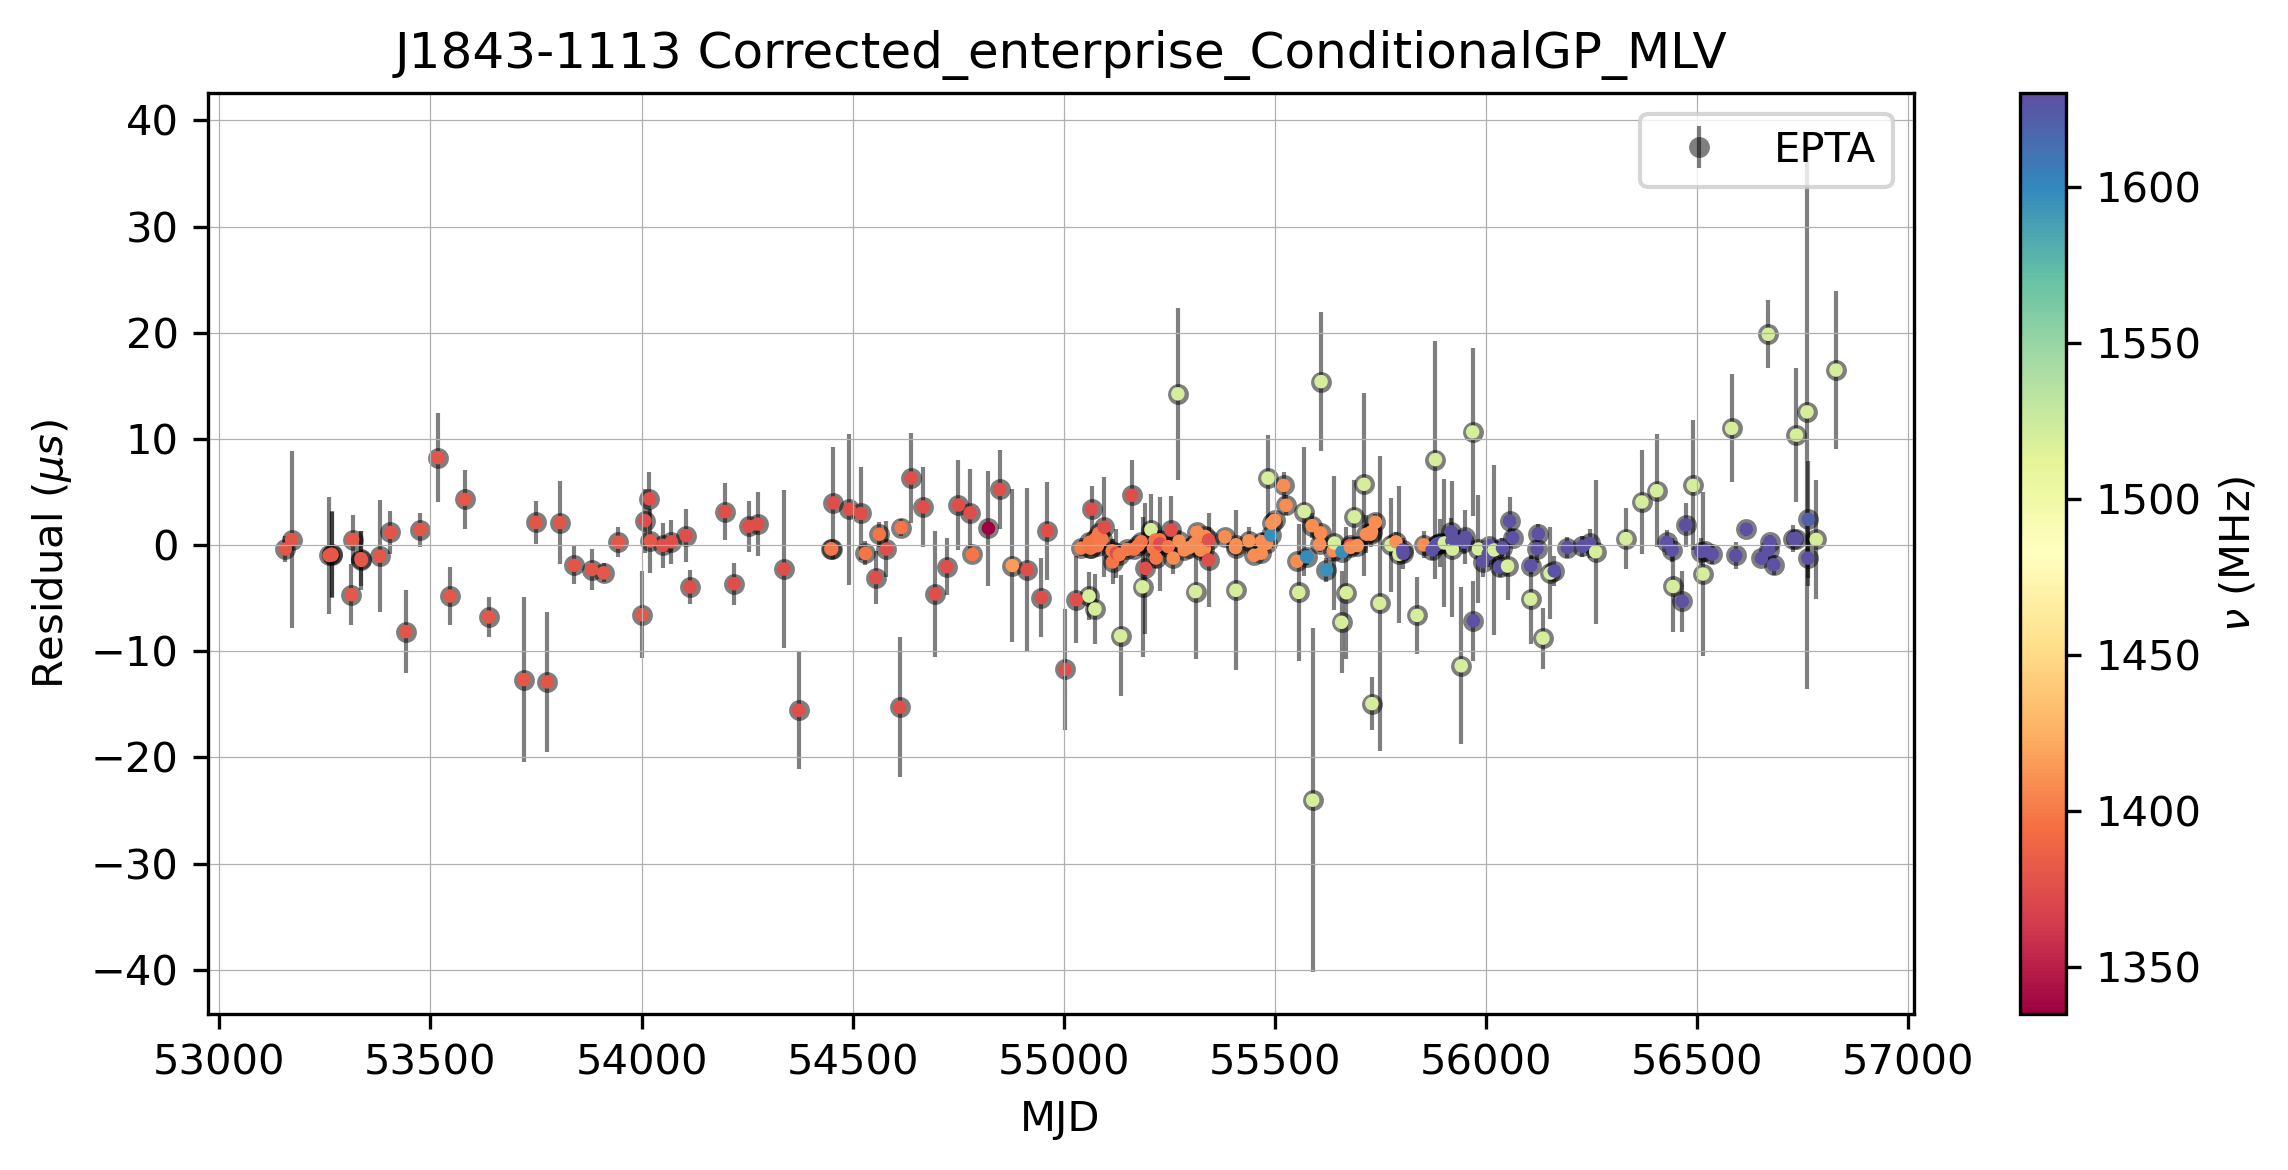 J1843-1113 Corrected_enterprise_ConditionalGP_MLV
EPTA
40
30
20
10
0
−10
−20
−30
−40
Residual (μs)
53000 53500 54000 54500 55000 55500 56000 56500 57000
MJD
1600
1550
1500
1450
1400
1350
ν (MHz)